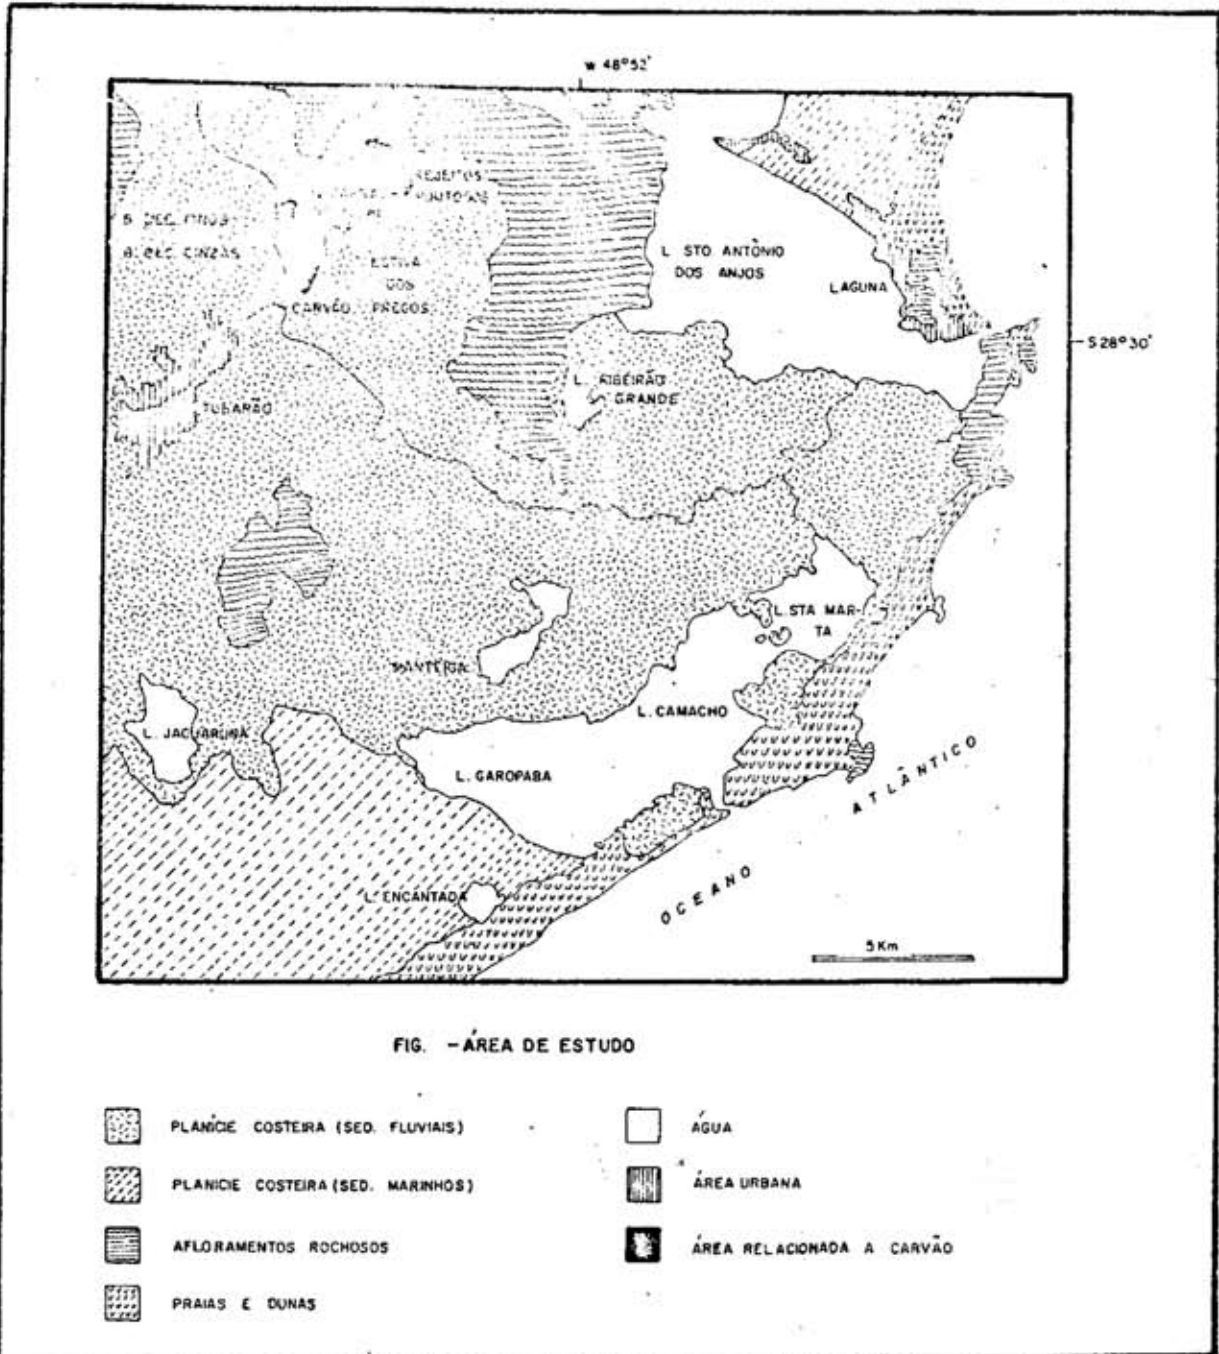 W 48°52'
REJEITOS
B. DEC. FINOS
B. DEC. CINZAS
ESTIVA
DOS
PREGOS
CARVÃO
L STO ANTÔNIO
DOS ANJOS
LAGUNA
S 28°30'
L. RIBEIRÃO
GRANDE
TUBARÃO
L. STA MAR-
TA
L. CAMACHO
L. JAGUARUNA
L. GAROPABA
L. ENCANTADA
OCEANO ATLÂNTICO
5 Km
FIG. - ÁREA DE ESTUDO
PLANÍCIE COSTEIRA (SED. FLUVIAIS)
PLANICIE COSTEIRA (SED. MARINHOS)
AFLORAMENTOS ROCHOSOS
PRAIAS E DUNAS
ÁGUA
ÁREA URBANA
ÁREA RELACIONADA A CARVÃO